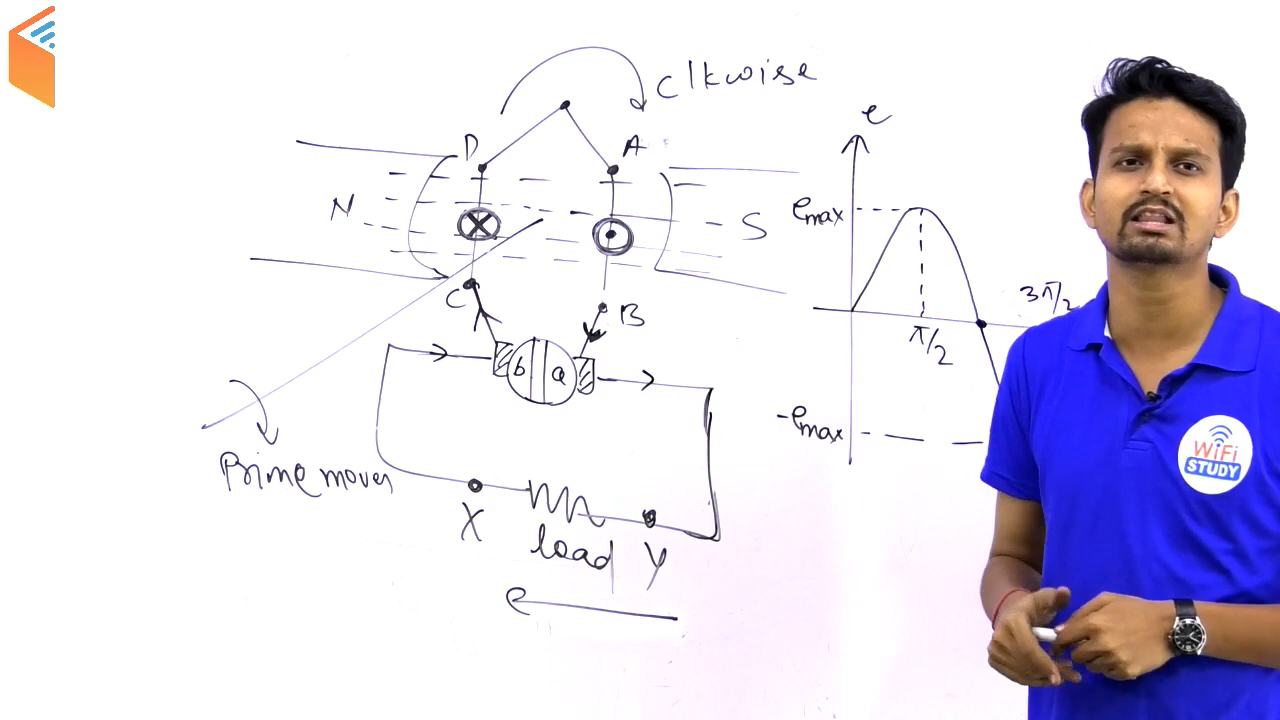 Clkwise
e
D
A
N
S
emax
C
B
3π/2
π/2
b
a
-emax
Prime mover
X
load
Y
e
WiFi
STUDY